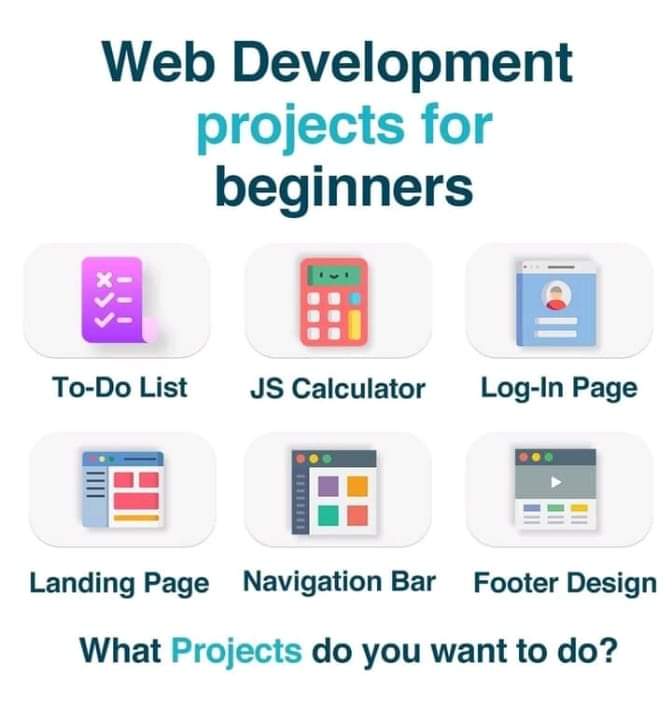 Web Development
projects for
beginners
To-Do List
JS Calculator
Log-In Page
Landing Page
Navigation Bar
Footer Design
What Projects do you want to do?